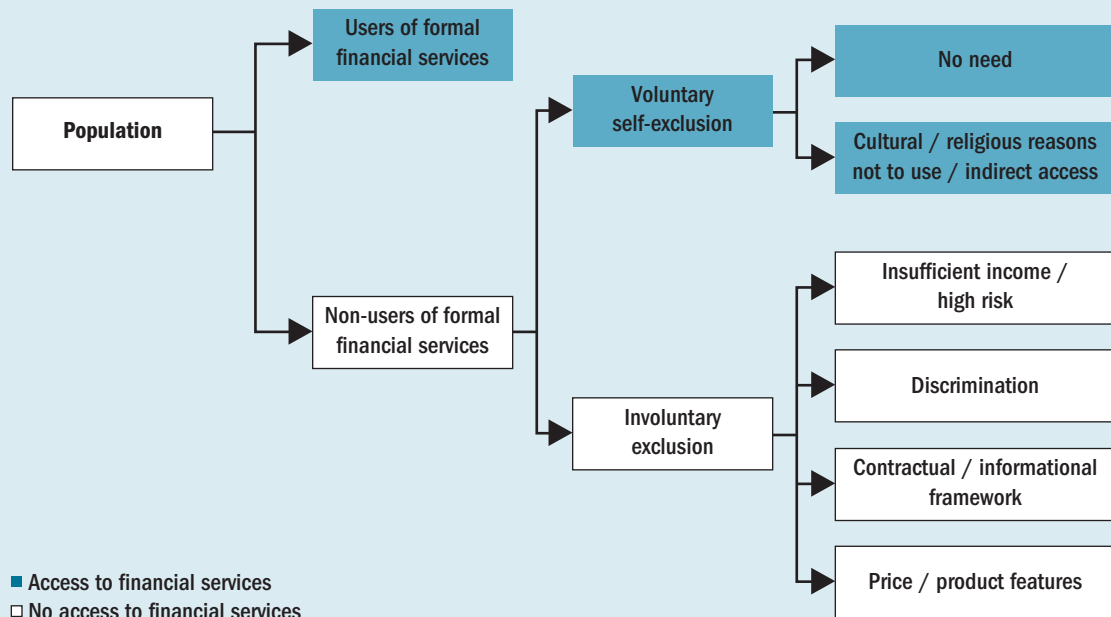 Population
Users of formal
financial services
Non-users of formal
financial services
Voluntary
self-exclusion
Involuntary
exclusion
No need
Cultural / religious reasons
not to use / indirect access
Insufficient income /
high risk
Discrimination
Contractual / informational
framework
Price / product features
Access to financial services
No access to financial services